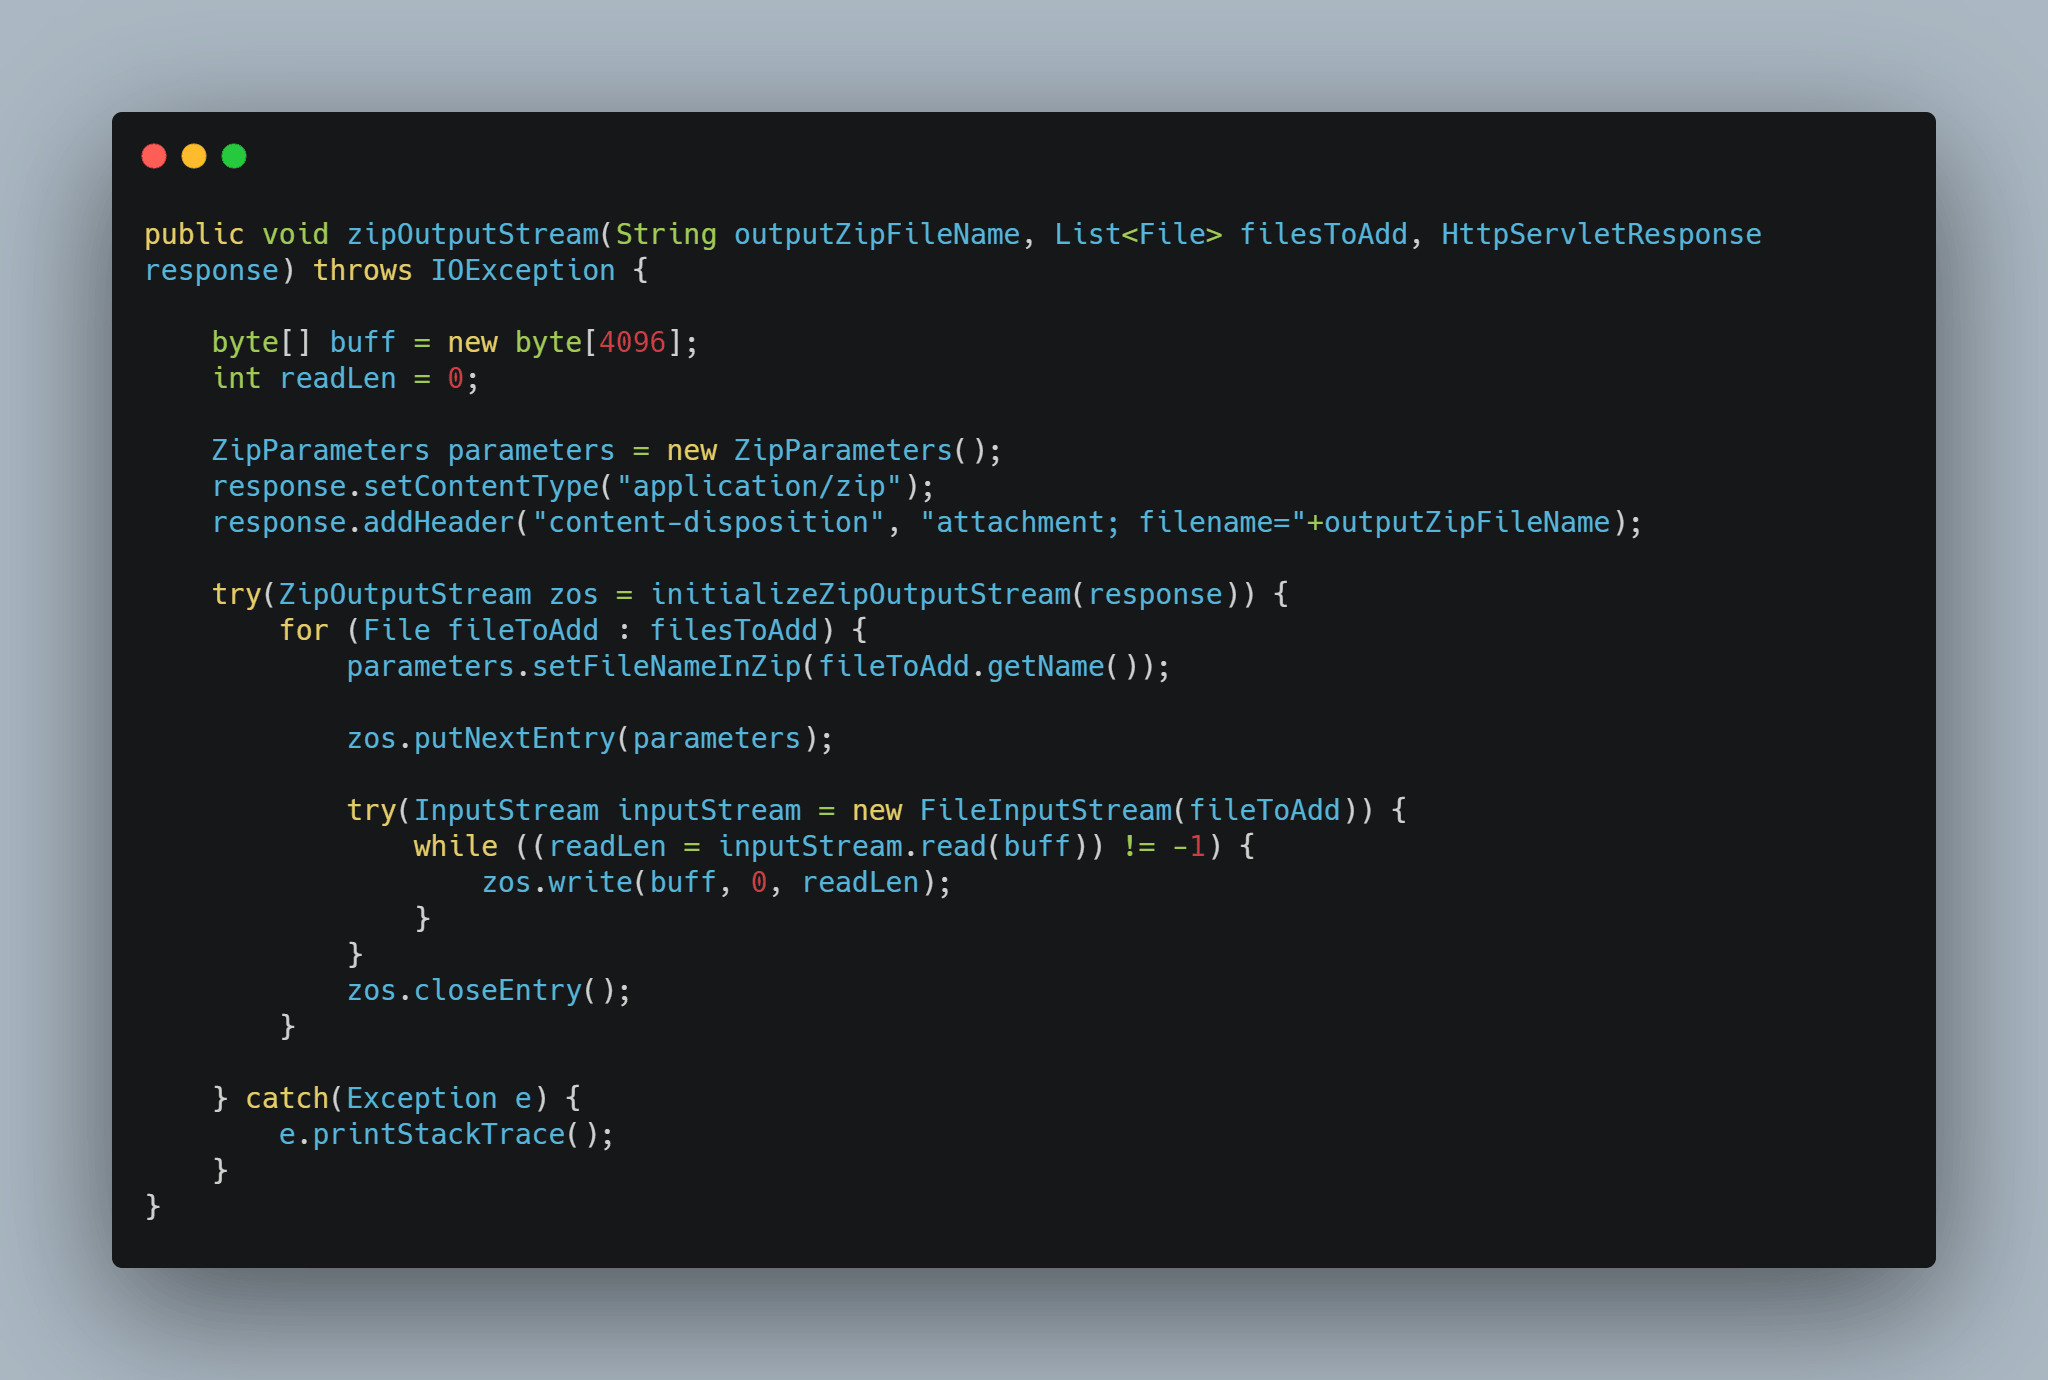 public void zipOutputStream(String outputZipFileName, List<File> filesToAdd, HttpServletResponse
response) throws IOException {

    byte[] buff = new byte[4096];
    int readLen = 0;

    ZipParameters parameters = new ZipParameters();
    response.setContentType("application/zip");
    response.addHeader("content-disposition", "attachment; filename="+outputZipFileName);

    try(ZipOutputStream zos = initializeZipOutputStream(response)) {
        for (File fileToAdd : filesToAdd) {
            parameters.setFileNameInZip(fileToAdd.getName());

            zos.putNextEntry(parameters);

            try(InputStream inputStream = new FileInputStream(fileToAdd)) {
                while ((readLen = inputStream.read(buff)) != -1) {
                    zos.write(buff, 0, readLen);
                }
            }
            zos.closeEntry();
        }

    } catch(Exception e) {
        e.printStackTrace();
    }
}